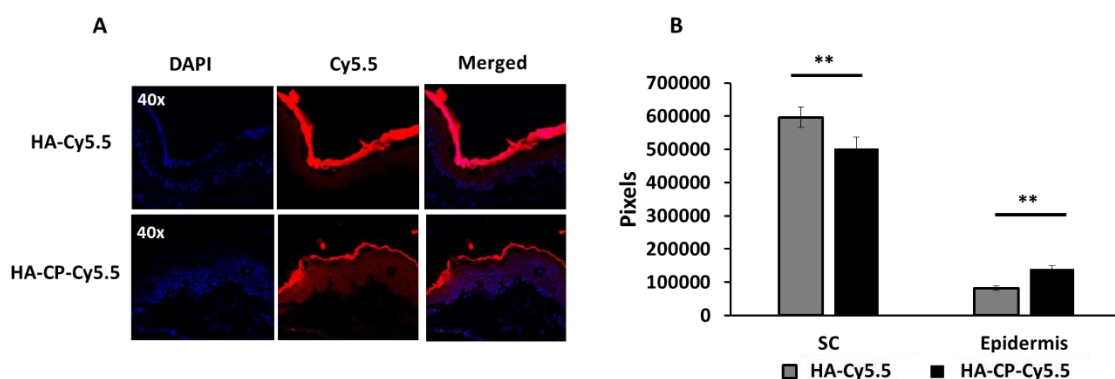 A
DAPI Cy5.5 Merged
HA-Cy5.5
40x
HA-CP-Cy5.5
40x
B
Pixels
700000
600000
500000
400000
300000
200000
100000
0
**
**
SC Epidermis
HA-Cy5.5 HA-CP-Cy5.5